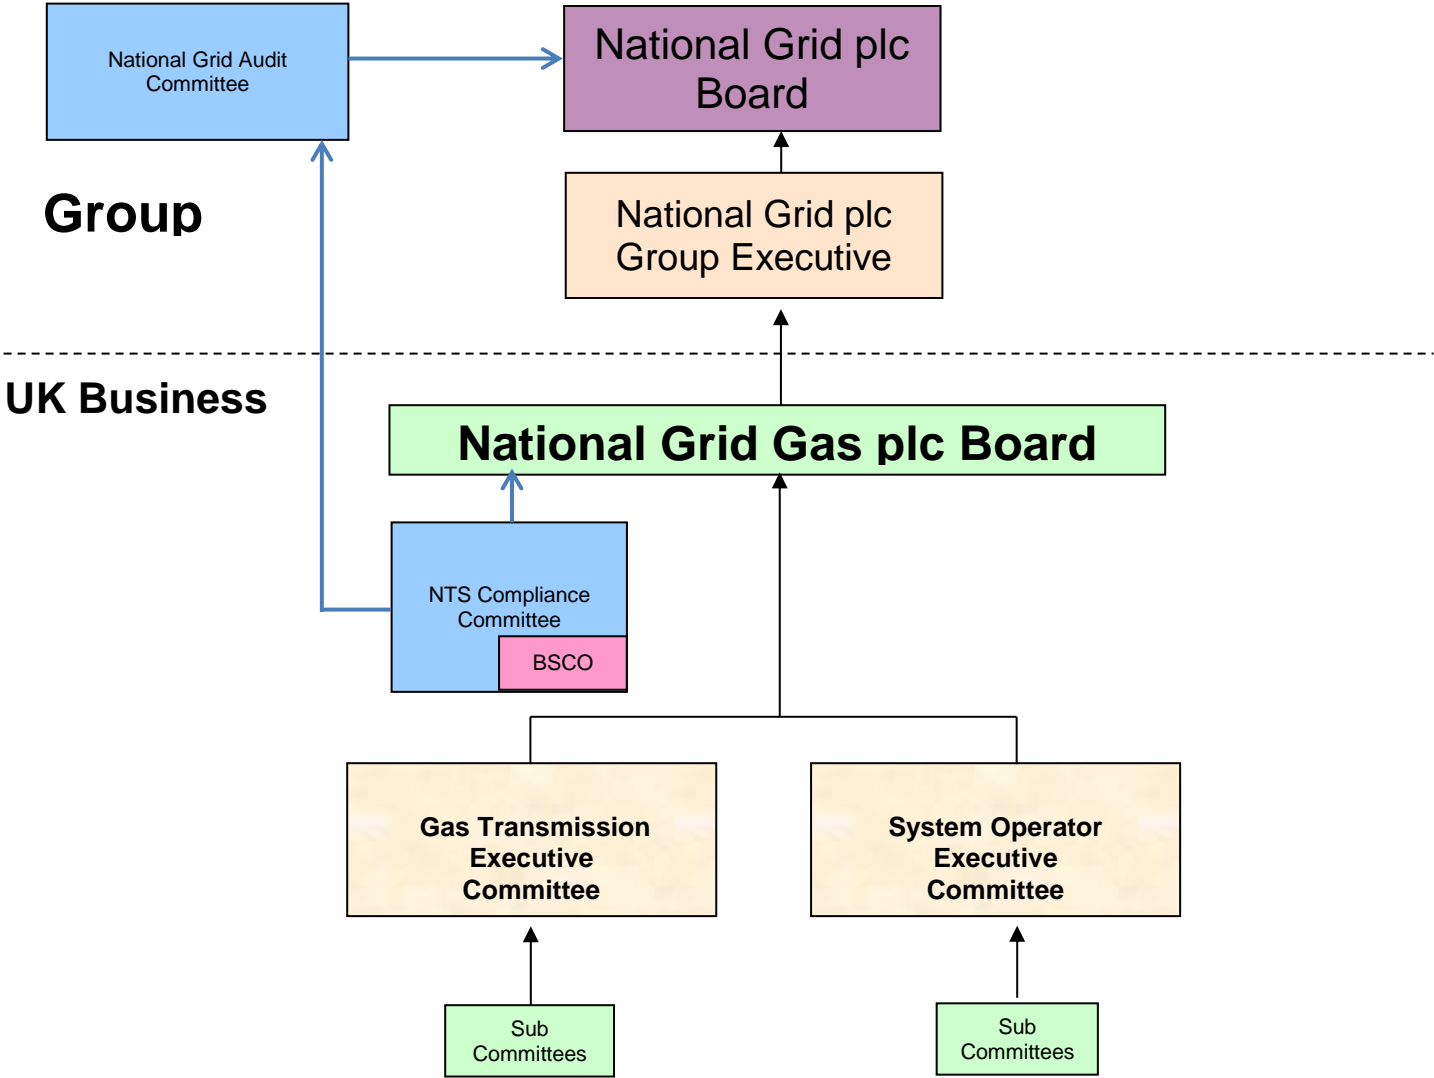 National Grid Audit
Committee
National Grid plc
Board
Group
National Grid plc
Group Executive
UK Business
National Grid Gas plc Board
NTS Compliance
Committee
BSCO
Gas Transmission
Executive
Committee
System Operator
Executive
Committee
Sub
Committees
Sub
Committees